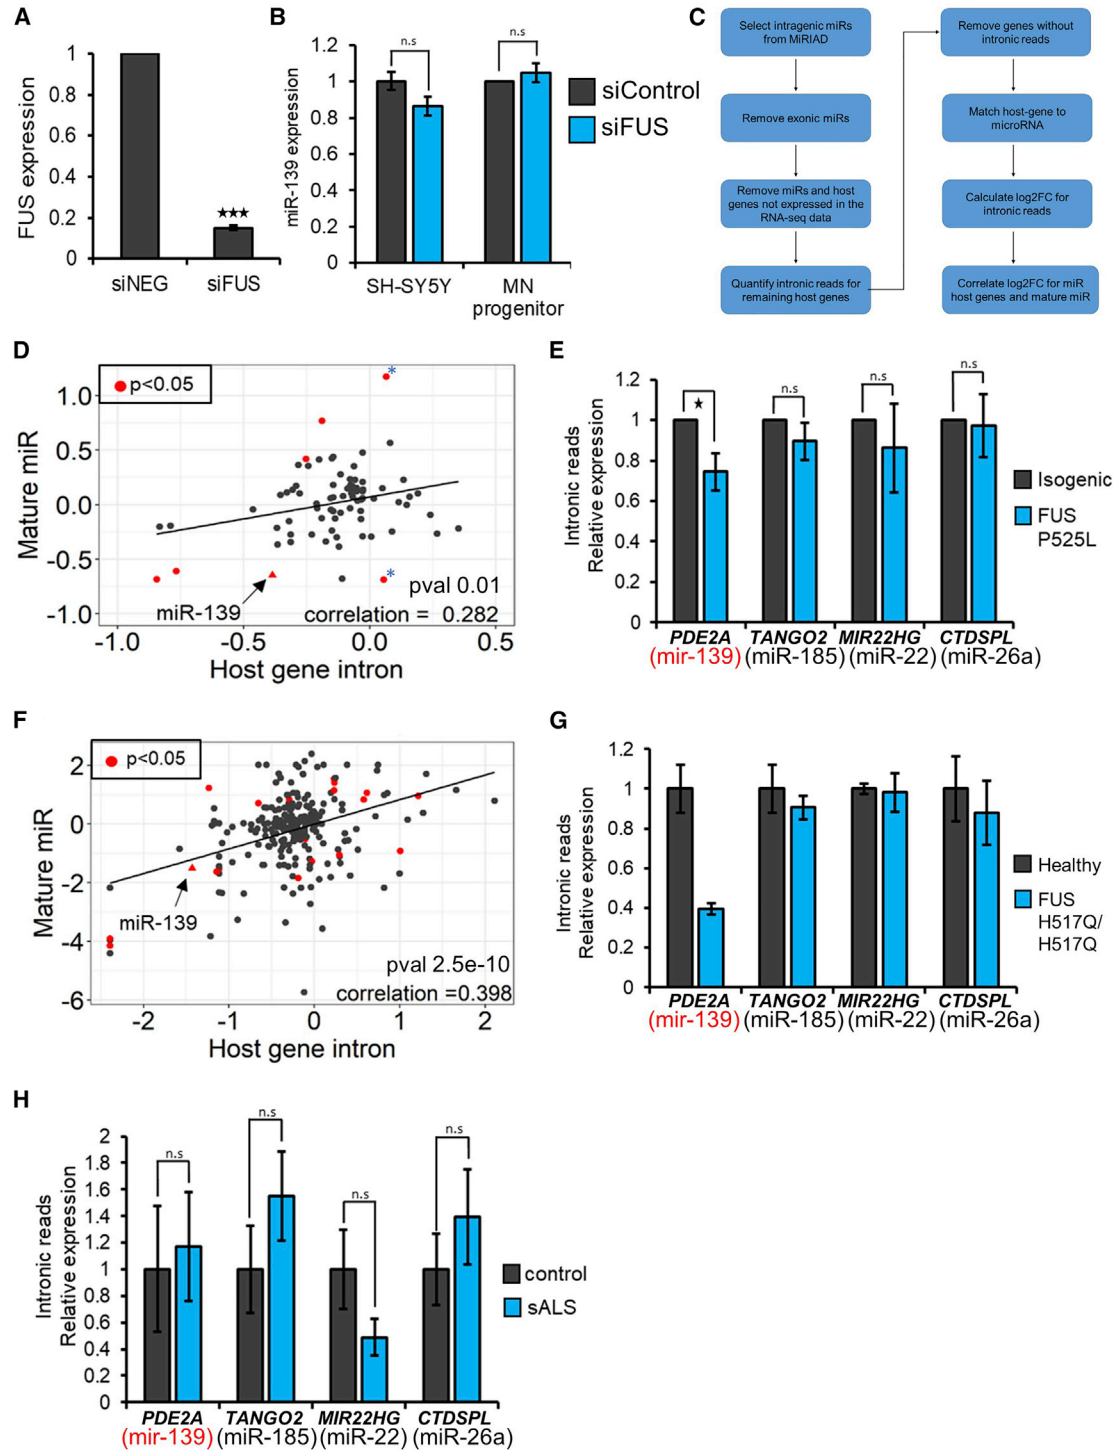 A
FUS expression
1
0.8
0.6
0.4
0.2
0
★★★
siNEG
siFUS
B
miR-139 expression
1.2
1
0.8
0.6
0.4
0.2
0
n.s
n.s
SH-SY5Y
MN
progenitor
siControl
siFUS
C
Select intragenic miRs
from MiRIAD
Remove exonic miRs
Remove miRs and host
genes not expressed in the
RNA-seq data
Quantify intronic reads for
remaining host genes
Remove genes without
intronic reads
Match host-gene to
microRNA
Calculate log2FC for
intronic reads
Correlate log2FC for miR
host genes and mature miR
D
p<0.05
Mature miR
1.0
0.5
0.0
-0.5
-1.0
*
*
miR-139
pval 0.01
correlation = 0.282
-1.0
-0.5
0.0
0.5
Host gene intron
E
Intronic reads
Relative expression
1.2
1
0.8
0.6
0.4
0.2
0
★
n.s
n.s
n.s
PDE2A
(mir-139)
TANGO2
(miR-185)
MIR22HG
(miR-22)
CTDSPL
(miR-26a)
Isogenic
FUS
P525L
F
p<0.05
Mature miR
2
0
-2
-4
-6
miR-139
pval 2.5e-10
correlation =0.398
-2
-1
0
1
2
Host gene intron
G
Intronic reads
Relative expression
1.2
1
0.8
0.6
0.4
0.2
0
PDE2A
(mir-139)
TANGO2
(miR-185)
MIR22HG
(miR-22)
CTDSPL
(miR-26a)
Healthy
FUS
H517Q/
H517Q
H
Intronic reads
Relative expression
2
1.8
1.6
1.4
1.2
1
0.8
0.6
0.4
0.2
0
n.s
n.s
n.s
n.s
PDE2A
(mir-139)
TANGO2
(miR-185)
MIR22HG
(miR-22)
CTDSPL
(miR-26a)
control
sALS